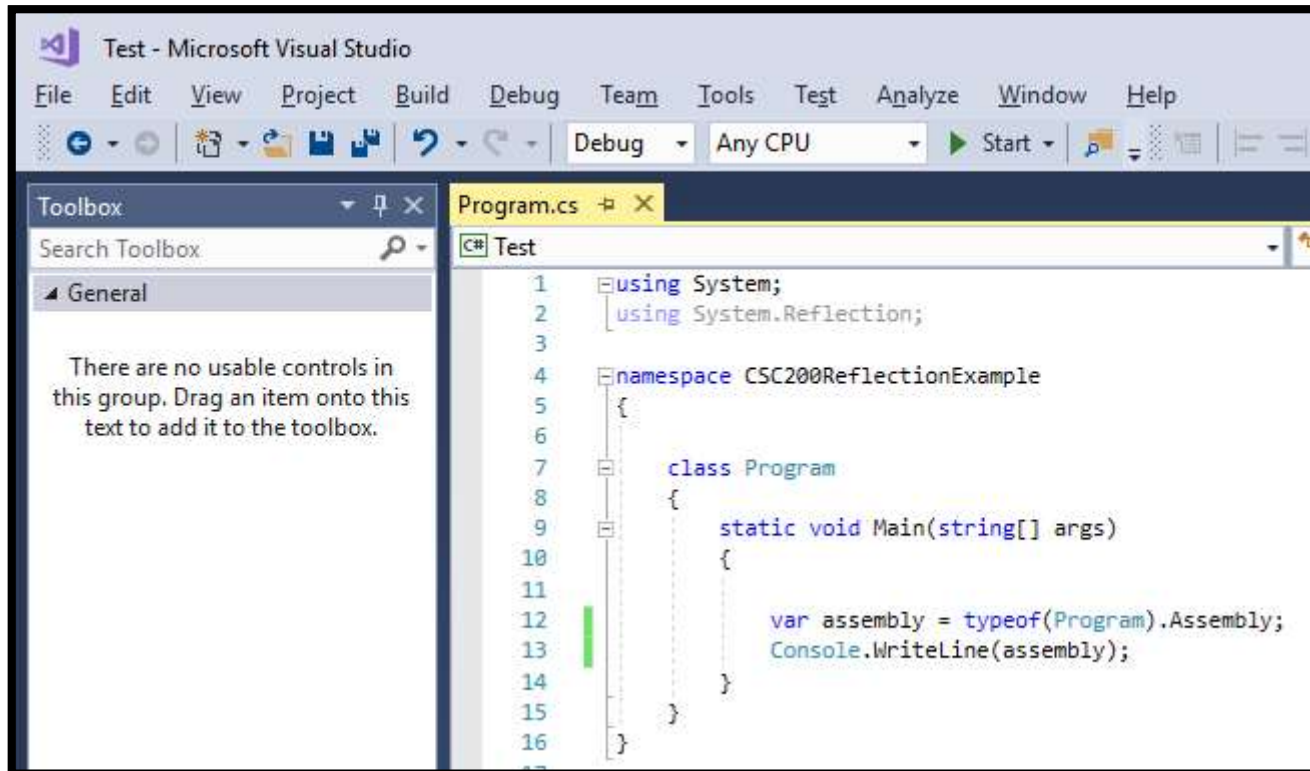 Test - Microsoft Visual Studio
File Edit View Project Build Debug Team Tools Test Analyze Window Help
Debug Any CPU Start
Toolbox
Search Toolbox
General
There are no usable controls in
this group. Drag an item onto this
text to add it to the toolbox.
Program.cs
C# Test
1 using System;
2 using System.Reflection;
3
4 namespace CSC200ReflectionExample
5 {
6
7 class Program
8 {
9 static void Main(string[] args)
10 {
11
12 var assembly = typeof(Program).Assembly;
13 Console.WriteLine(assembly);
14 }
15 }
16 }